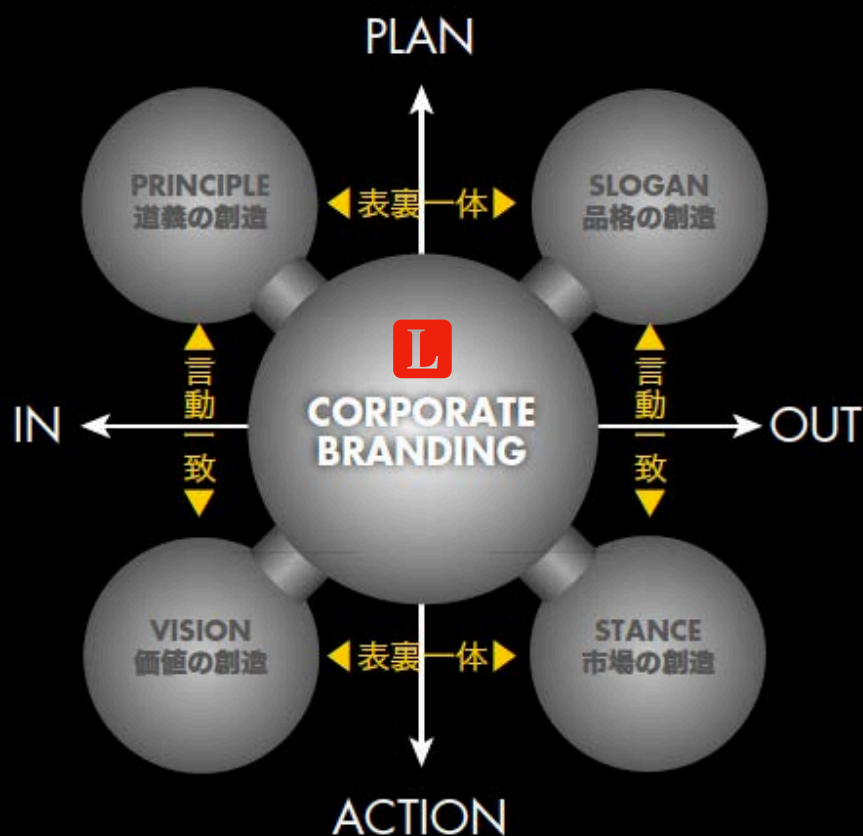 PLAN
PRINCIPLE
道義の創造
表裏一体
SLOGAN
品格の創造
言動一致
L
CORPORATE
BRANDING
言動一致
IN
OUT
VISION
価値の創造
表裏一体
STANCE
市場の創造
ACTION